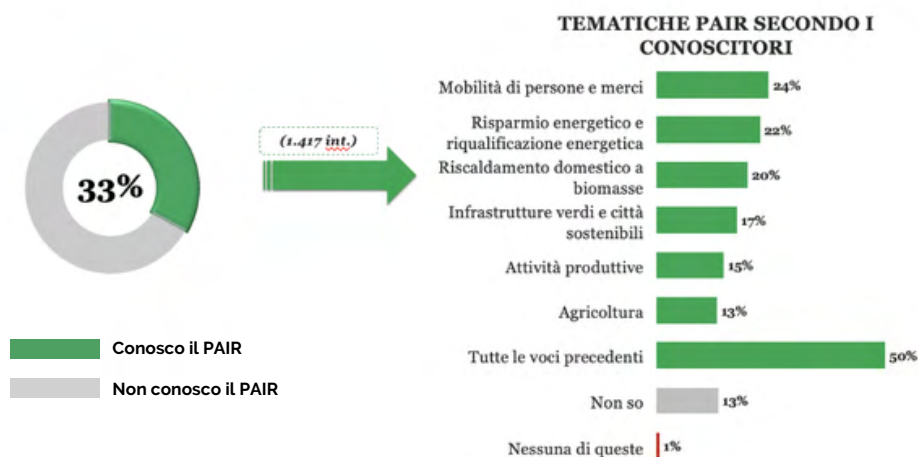 TEMATICHE PAIR SECONDO I
CONOSCITORI
33%
(1.417 int.)
Mobilità di persone e merci
24%
Risparmio energetico e
riqualificazione energetica
22%
Riscaldamento domestico a
biomasse
20%
Infrastrutture verdi e città
sostenibili
17%
Attività produttive
15%
Agricoltura
13%
Tutte le voci precedenti
50%
Non so
13%
Nessuna di queste
1%
Conosco il PAIR
Non conosco il PAIR